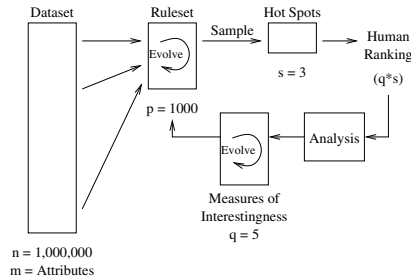 Dataset
Ruleset
Hot Spots
Human
Ranking
(q*s)
Sample
Evolve
s = 3
p = 1000
Analysis
Evolve
Measures of
Interestingness
q = 5
n = 1,000,000
m = Attributes